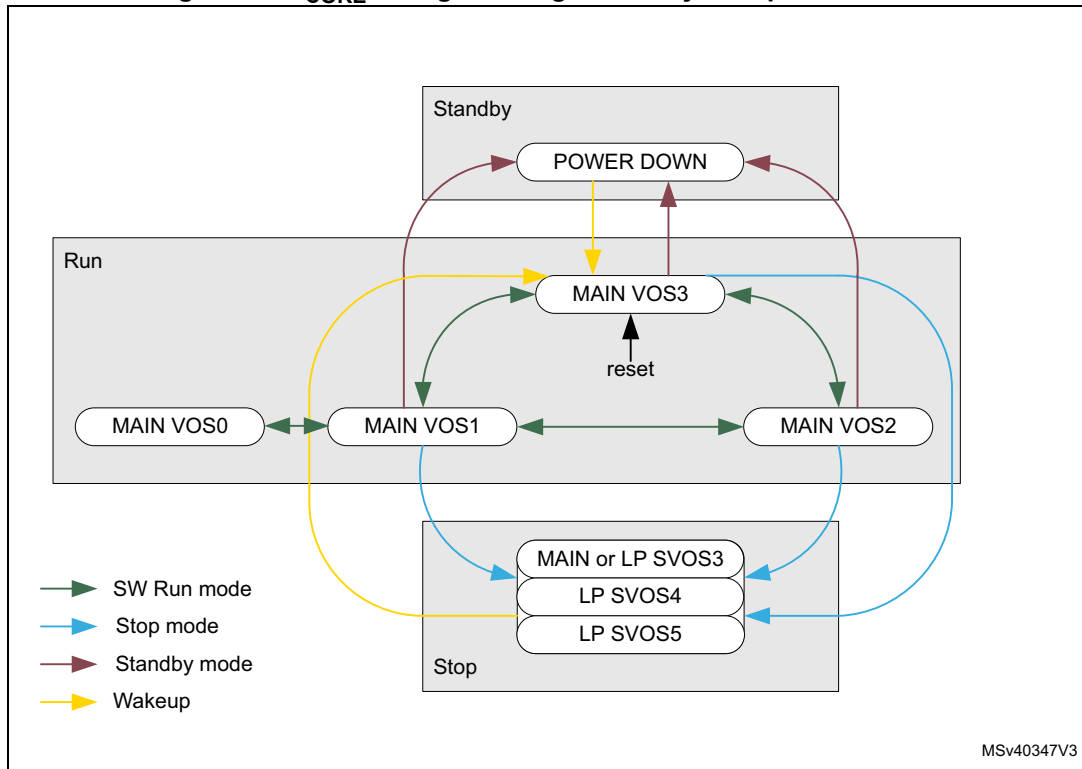 Standby
POWER DOWN
Run
MAIN VOS3
reset
MAIN VOS0
MAIN VOS1
MAIN VOS2
MAIN or LP SVOS3
LP SVOS4
LP SVOS5
Stop
SW Run mode
Stop mode
Standby mode
Wakeup
MSv40347V3